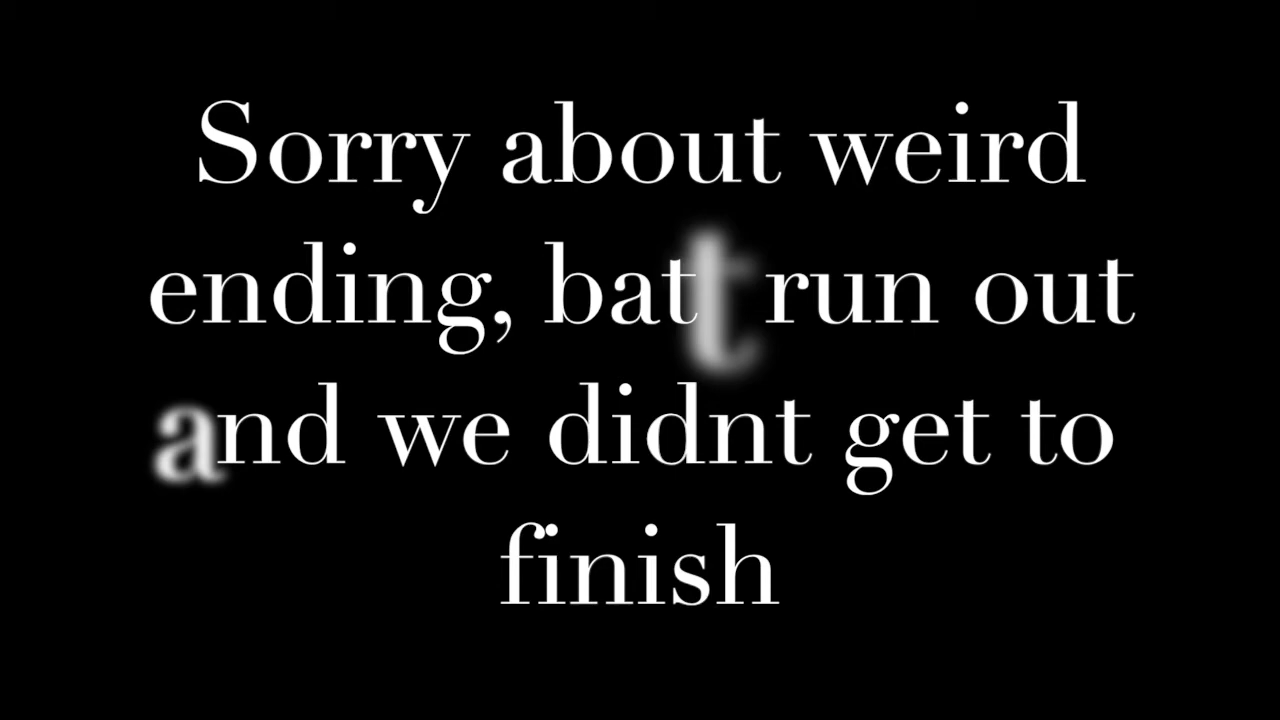 Sorry about weird
ending, batt run out
and we didnt get to
finish